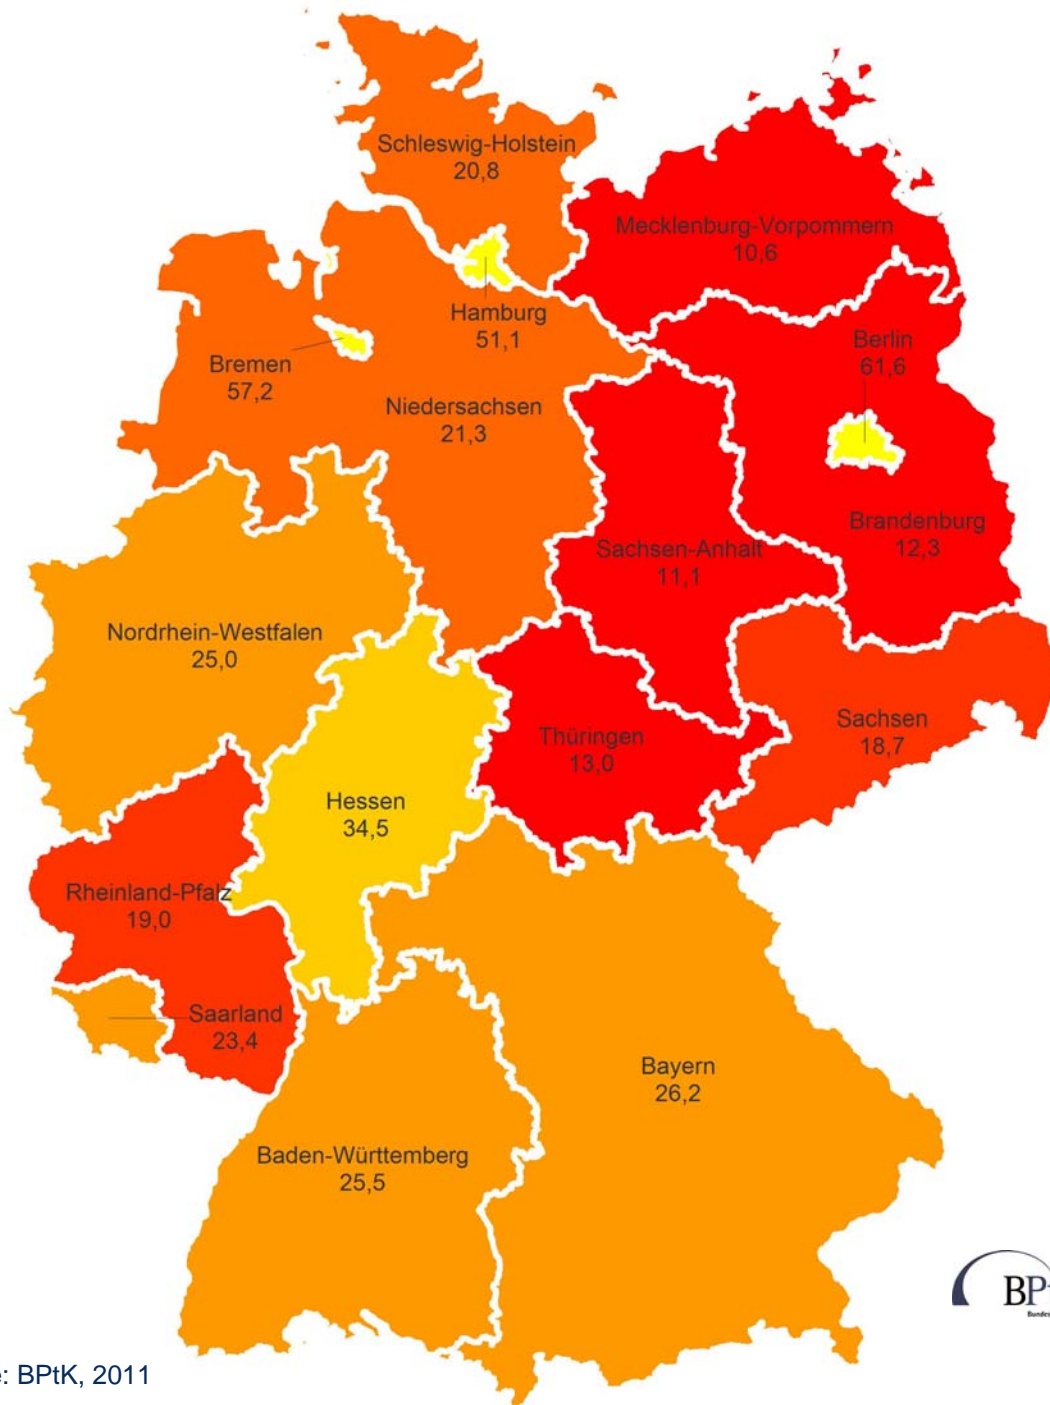 Schleswig-Holstein
20,8
Mecklenburg-Vorpommern
10,6
Hamburg
51,1
Bremen
57,2
Berlin
61,6
Niedersachsen
21,3
Brandenburg
12,3
Sachsen-Anhalt
11,1
Nordrhein-Westfalen
25,0
Sachsen
18,7
Thüringen
13,0
Hessen
34,5
Rheinland-Pfalz
19,0
Saarland
23,4
Bayern
26,2
Baden-Württemberg
25,5
BP
Bundes
: BPtK, 2011